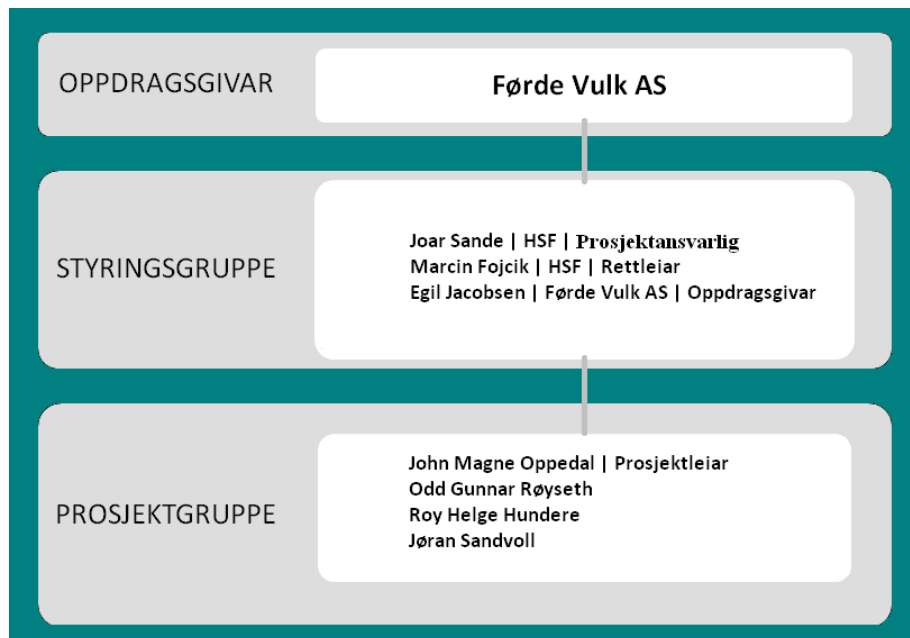 OPPDRAGSGIVAR
Førde Vulk AS
STYRINGSGRUPPE
Joar Sande | HSF | Prosjektansvarlig
Marcin Fojcik | HSF | Rettleiar
Egil Jacobsen | Førde Vulk AS | Oppdragsgivar
PROSJEKTGRUPPE
John Magne Oppedal | Prosjektleiar
Odd Gunnar Røyseth
Roy Helge Hundere
Jøran Sandvoll